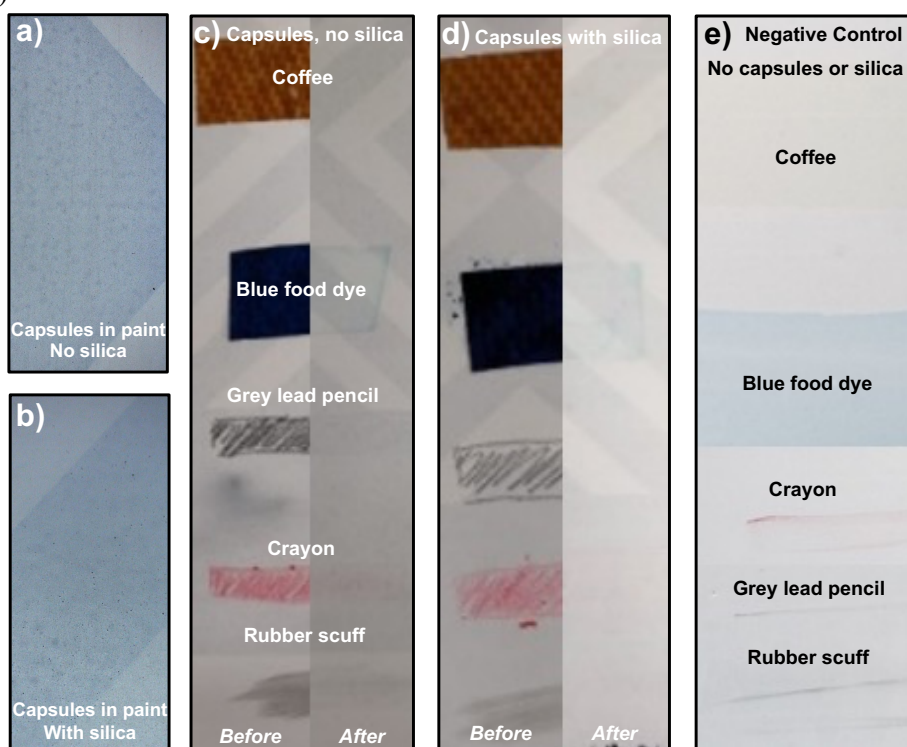 a)
Capsules in paint
No silica
b)
Capsules in paint
With silica
c) Capsules, no silica
Coffee
Blue food dye
Grey lead pencil
Crayon
Rubber scuff
Before After
d) Capsules with silica
Before After
e) Negative Control
No capsules or silica
Coffee
Blue food dye
Crayon
Grey lead pencil
Rubber scuff